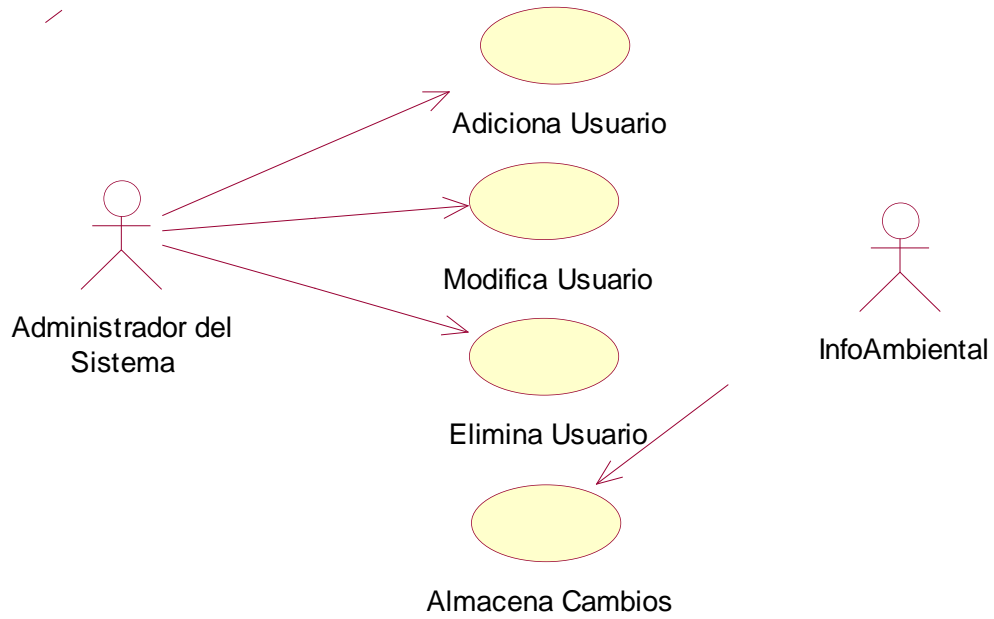 Adiciona Usuario
Modifica Usuario
Administrador del
Sistema
InfoAmbiental
Elimina Usuario
Almacena Cambios